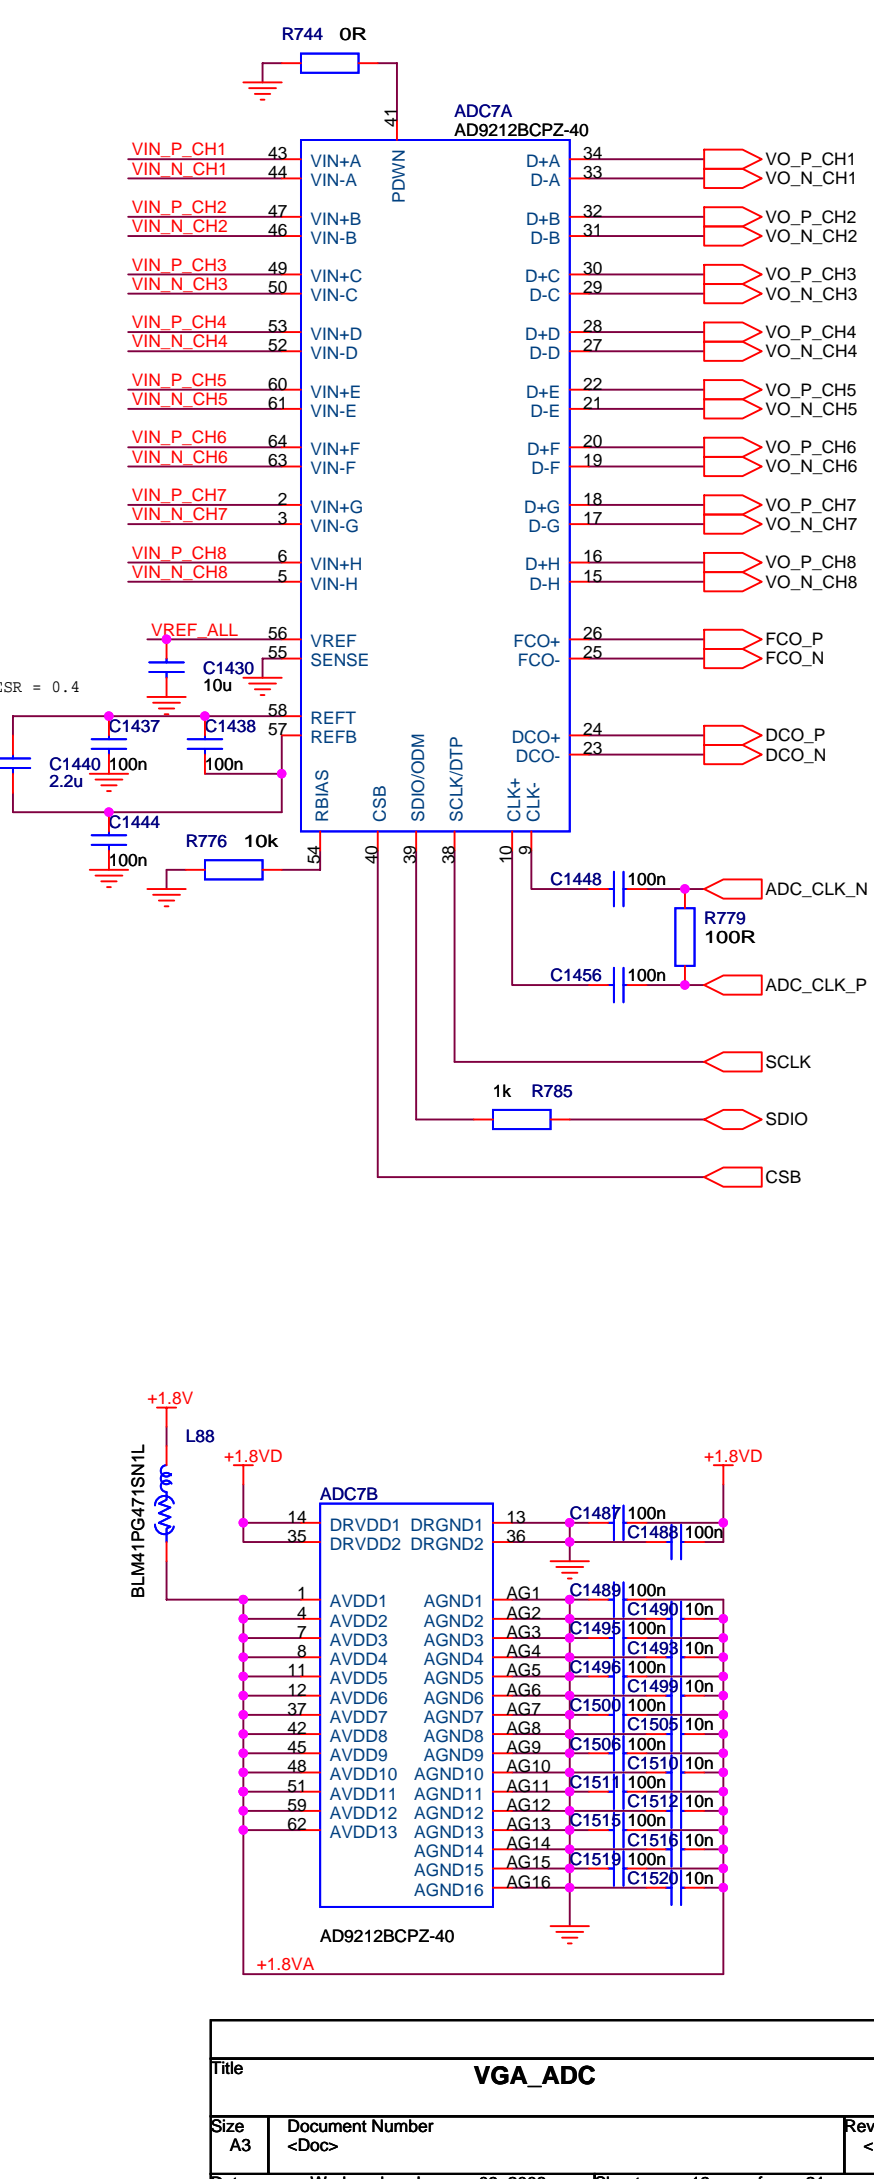 R744 0R
41
ADC7A
AD9212BCPZ-40
PDWN
VIN_P_CH1 43 VIN+A D+A 34 VO_P_CH1
VIN_N_CH1 44 VIN-A D-A 33 VO_N_CH1
VIN_P_CH2 47 VIN+B D+B 32 VO_P_CH2
VIN_N_CH2 46 VIN-B D-B 31 VO_N_CH2
VIN_P_CH3 49 VIN+C D+C 30 VO_P_CH3
VIN_N_CH3 50 VIN-C D-C 29 VO_N_CH3
VIN_P_CH4 53 VIN+D D+D 28 VO_P_CH4
VIN_N_CH4 52 VIN-D D-D 27 VO_N_CH4
VIN_P_CH5 60 VIN+E D+E 22 VO_P_CH5
VIN_N_CH5 61 VIN-E D-E 21 VO_N_CH5
VIN_P_CH6 64 VIN+F D+F 20 VO_P_CH6
VIN_N_CH6 63 VIN-F D-F 19 VO_N_CH6
VIN_P_CH7 2 VIN+G D+G 18 VO_P_CH7
VIN_N_CH7 3 VIN-G D-G 17 VO_N_CH7
VIN_P_CH8 6 VIN+H D+H 16 VO_P_CH8
VIN_N_CH8 5 VIN-H D-H 15 VO_N_CH8
VREF_ALL 56 VREF FCO+ 26 FCO_P
55 SENSE FCO- 25 FCO_N
C1430
10u
= 0.4
58 REFT
57 REFB
C1437 C1438
100n 100n
C1440
2.2u
DCO+ 24 DCO_P
DCO- 23 DCO_N
RBIAS CSB SDIO/ODM SCLK/DTP CLK+ CLK-
54 40 39 38 10 9
C1444
100n
R776 10k
C1448 100n ADC_CLK_N
R779
100R
C1456 100n ADC_CLK_P
SCLK
1k R785 SDIO
CSB
+1.8V
L88
BLM41PG471SN1L
+1.8VD +1.8VD
ADC7B
14 DRVDD1 DRGND1 13 C1487 100n
35 DRVDD2 DRGND2 36 C1488 100n
1 AVDD1 AGND1 AG1 C1489 100n
4 AVDD2 AGND2 AG2 C1490 10n
7 AVDD3 AGND3 AG3 C1495 100n
8 AVDD4 AGND4 AG4 C1493 10n
11 AVDD5 AGND5 AG5 C1496 100n
12 AVDD6 AGND6 AG6 C1499 10n
37 AVDD7 AGND7 AG7 C1500 100n
42 AVDD8 AGND8 AG8 C1505 10n
45 AVDD9 AGND9 AG9 C1506 100n
48 AVDD10 AGND10 AG10 C1510 10n
51 AVDD11 AGND11 AG11 C1511 100n
59 AVDD12 AGND12 AG12 C1512 10n
62 AVDD13 AGND13 AG13 C1515 100n
AGND14 AG14 C1516 10n
AGND15 AG15 C1519 100n
AGND16 AG16 C1520 10n
AD9212BCPZ-40
+1.8VA
Title
VGA_ADC
Size Document Number Rev
A3 <Doc> <